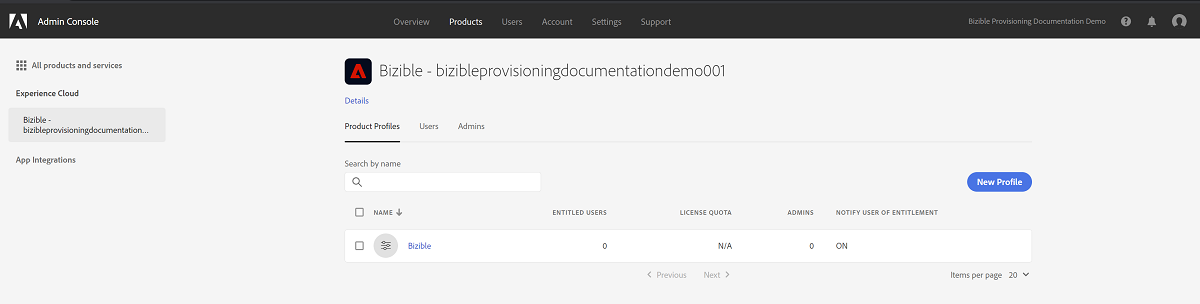 Admin Console
Overview Products Users Account Settings Support
Bizible Provisioning Documentation Demo
All products and services
Experience Cloud
Bizible -
bizibleprovisioningdocumentation...
App Integrations
Bizible - bizibleprovisioningdocumentationdemo001
Details
Product Profiles Users Admins
Search by name
New Profile
NAME ENTITLED USERS LICENSE QUOTA ADMINS NOTIFY USER OF ENTITLEMENT
Bizible 0 N/A 0 ON
Previous Next
Items per page 20